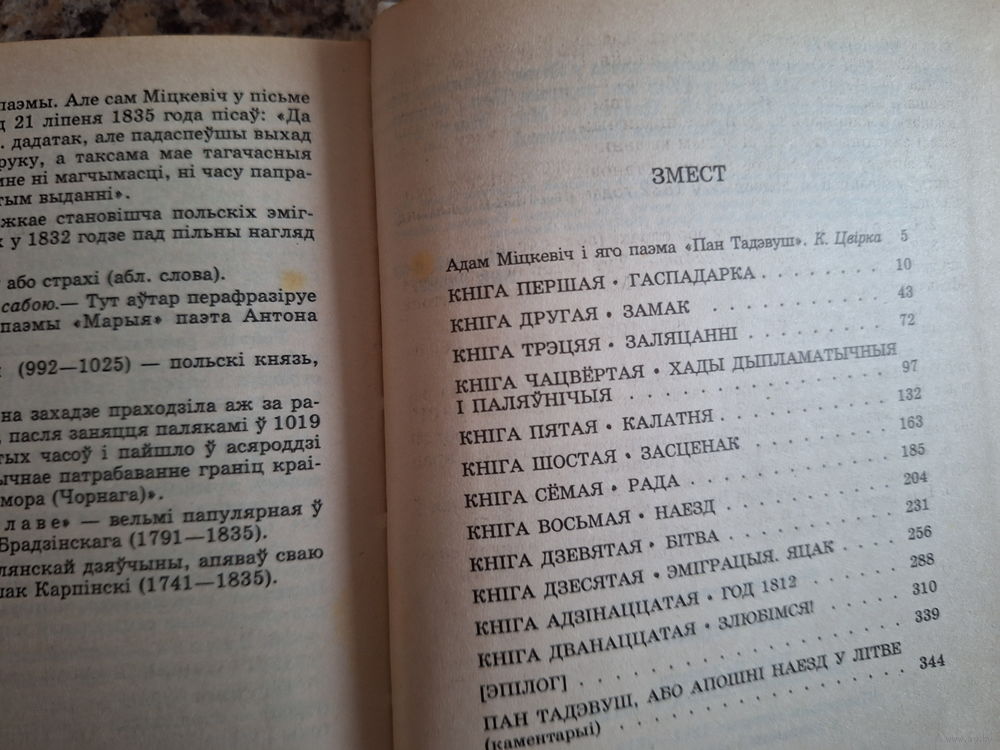 паэмы. Але сам Міцкевіч у пісьме
21 ліпеня 1835 года пісаў: «Да
дадатак, але падаспеўшы выхад
руку, а таксама мае тагачасныя
мне ні магчымасці, ні часу папра-
тым выданні».
жкае становішча польскіх эміг-
х у 1832 годзе пад пільны нагляд
або страхі (абл. слова).
сабою.— Тут аўтар перафразіруе
паэмы «Марыя» паэта Антона
(992—1025) — польскі князь,
на захадзе праходзіла аж за ра-
пасля заняцця палякамі ў 1019
тых часоў і пайшло ў асяроддзі
ычнае патрабаванне граніц краі-
мора (Чорнага)».
лаве» — вельмі папулярная ў
Брадзінскага (1791—1835).
лянскай дзяўчыны, апяваў сваю
ак Карпінскі (1741—1835).
ЗМЕСТ
Адам Міцкевіч і яго паэма «Пан Тадэвуш». К. Цвірка 5
КНІГА ПЕРШАЯ • ГАСПАДАРКА . . . . . . . 10
КНІГА ДРУГАЯ • ЗАМАК . . . . . . . . 43
КНІГА ТРЭЦЯЯ • ЗАЛЯЦАННІ . . . . . . . 72
КНІГА ЧАЦВЁРТАЯ • ХАДЫ ДЫПЛАМАТЫЧНЫЯ
І ПАЛЯЎНІЧЫЯ . . . . . . . . . . 97
КНІГА ПЯТАЯ • КАЛАТНЯ . . . . . . . . 132
КНІГА ШОСТАЯ • ЗАСЦЕНАК . . . . . . . 163
КНІГА СЁМАЯ • РАДА . . . . . . . . . 185
КНІГА ВОСЬМАЯ • НАЕЗД . . . . . . . . 204
КНІГА ДЗЕВЯТАЯ • БІТВА . . . . . . . . 231
КНІГА ДЗЕСЯТАЯ • ЭМІГРАЦЫЯ. ЯЦАК . . . . 256
КНІГА АДЗІНАЦЦАТАЯ • ГОД 1812 . . . . . . 288
КНІГА ДВАНАЦЦАТАЯ • ЗЛЮБІМСЯ! . . . . . 310
[ЭПІЛОГ] . . . . . . . . . . . . 339
ПАН ТАДЭВУШ, АБО АПОШНІ НАЕЗД У ЛІТВЕ
(каментарыі) . . . . . . . . . . . 344